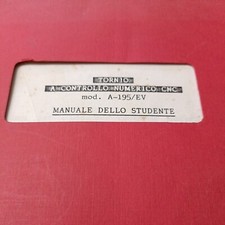 TORNIO
A CONTROLLO NUMERICO CNC
mod. A-195/EV
MANUALE DELLO STUDENTE